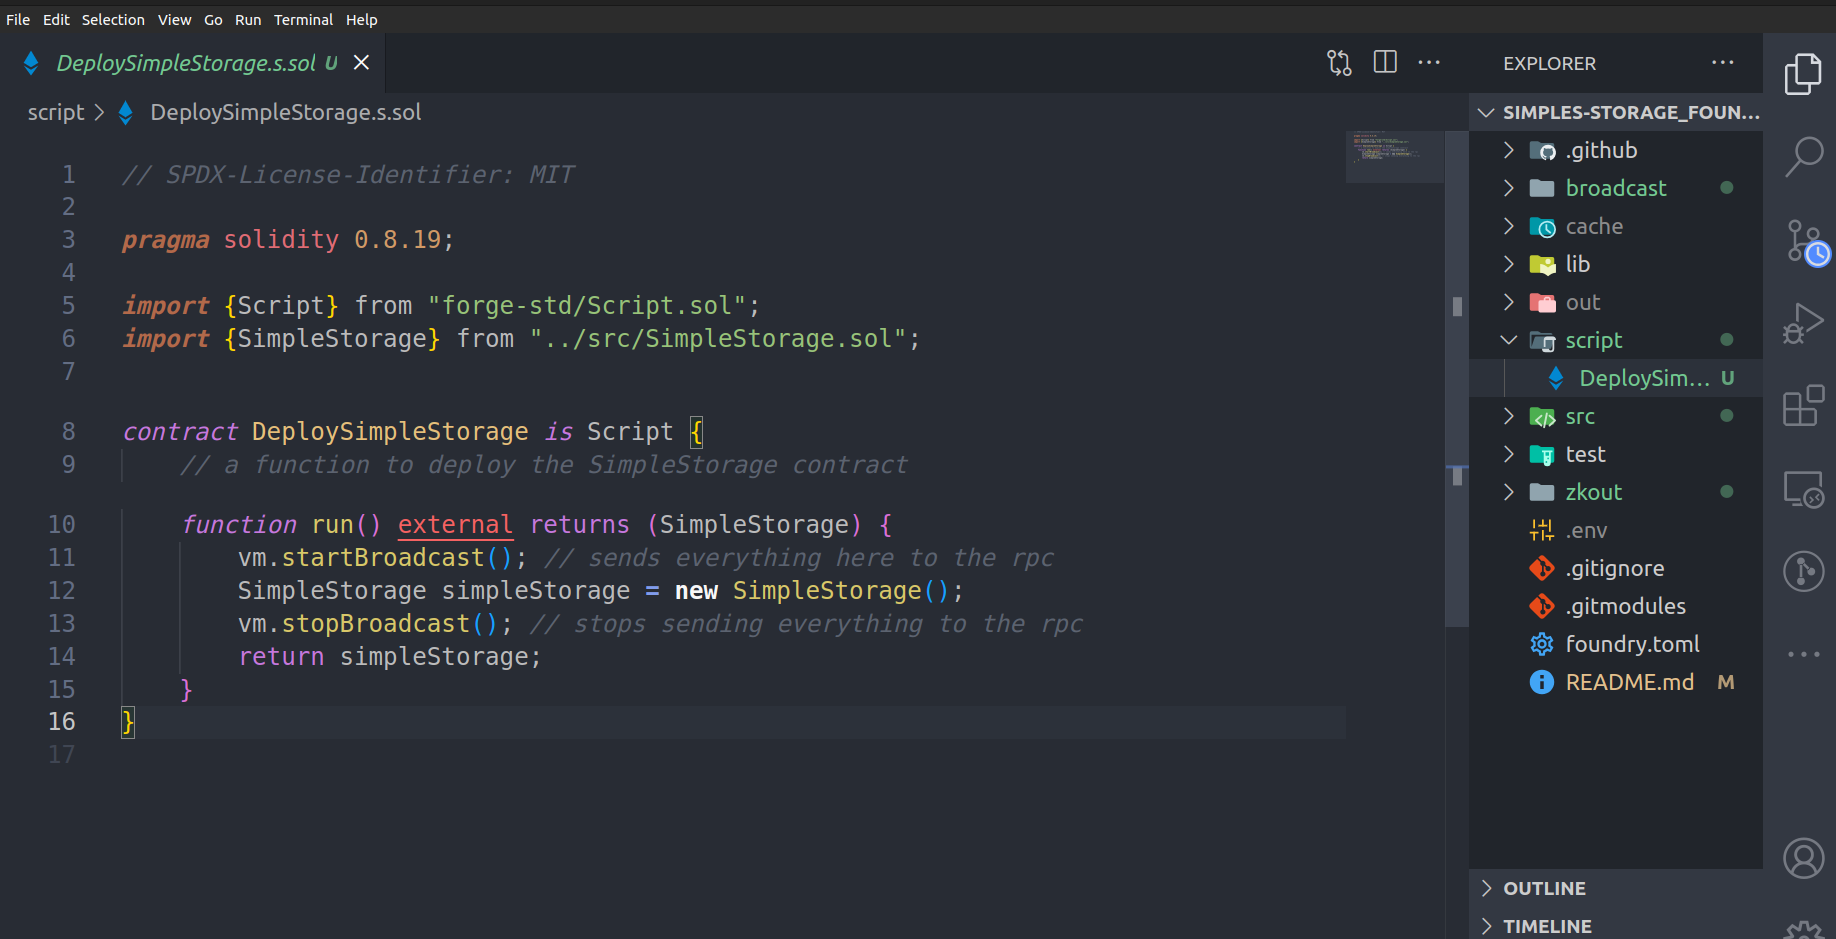 File Edit Selection View Go Run Terminal Help
DeploySimpleStorage.s.sol U
script > DeploySimpleStorage.s.sol
1 // SPDX-License-Identifier: MIT
2
3 pragma solidity 0.8.19;
4
5 import {Script} from "forge-std/Script.sol";
6 import {SimpleStorage} from "../src/SimpleStorage.sol";
7
8 contract DeploySimpleStorage is Script {
9 // a function to deploy the SimpleStorage contract
10 function run() external returns (SimpleStorage) {
11 vm.startBroadcast(); // sends everything here to the rpc
12 SimpleStorage simpleStorage = new SimpleStorage();
13 vm.stopBroadcast(); // stops sending everything to the rpc
14 return simpleStorage;
15 }
16 }
17
EXPLORER
SIMPLES-STORAGE_FOUN...
.github
broadcast
cache
lib
out
script
DeploySim... U
src
test
zkout
.env
.gitignore
.gitmodules
foundry.toml
README.md M
OUTLINE
TIMELINE